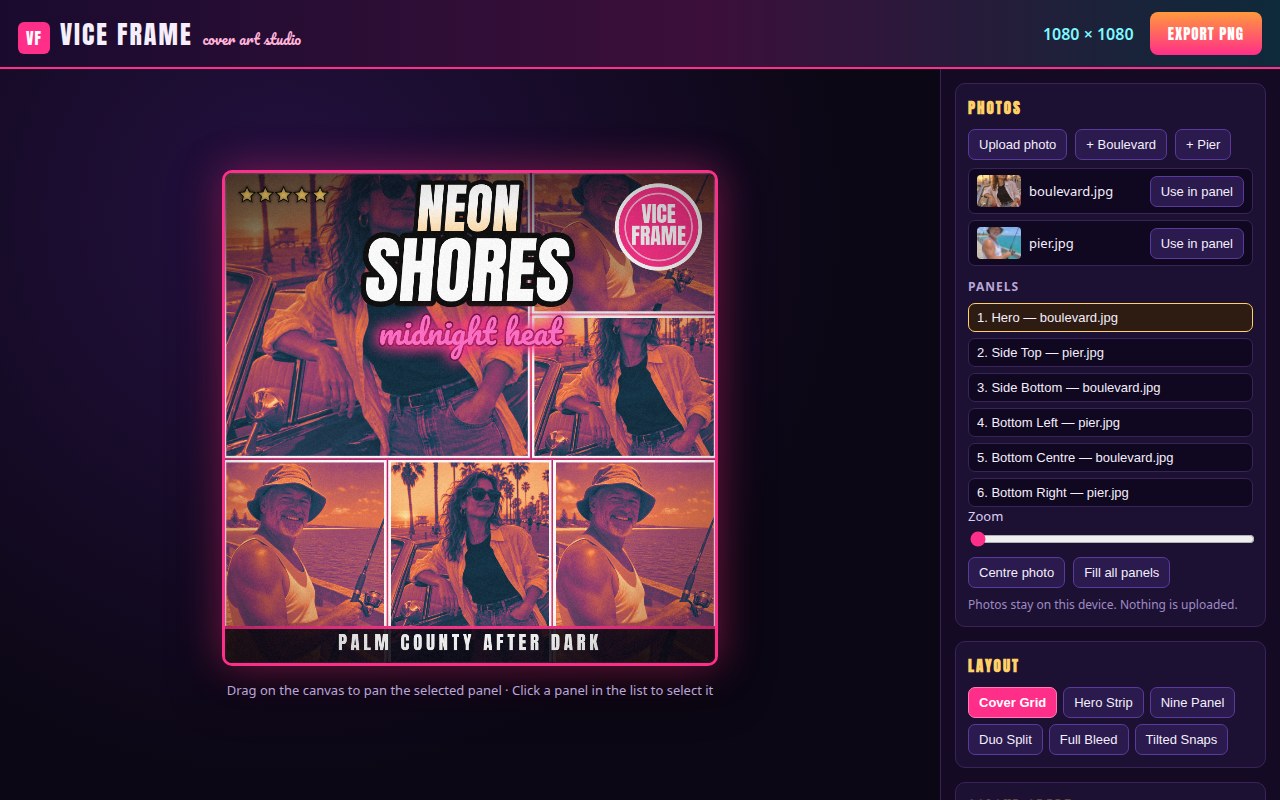 VF VICE FRAME cover art studio
1080 × 1080
EXPORT PNG
NEON
SHORES
midnight heat
VICE
FRAME
PALM COUNTY AFTER DARK
Drag on the canvas to pan the selected panel · Click a panel in the list to select it
PHOTOS
Upload photo
+ Boulevard
+ Pier
boulevard.jpg
Use in panel
pier.jpg
Use in panel
PANELS
1. Hero — boulevard.jpg
2. Side Top — pier.jpg
3. Side Bottom — boulevard.jpg
4. Bottom Left — pier.jpg
5. Bottom Centre — boulevard.jpg
6. Bottom Right — pier.jpg
Zoom
Centre photo
Fill all panels
Photos stay on this device. Nothing is uploaded.
LAYOUT
Cover Grid
Hero Strip
Nine Panel
Duo Split
Full Bleed
Tilted Snaps